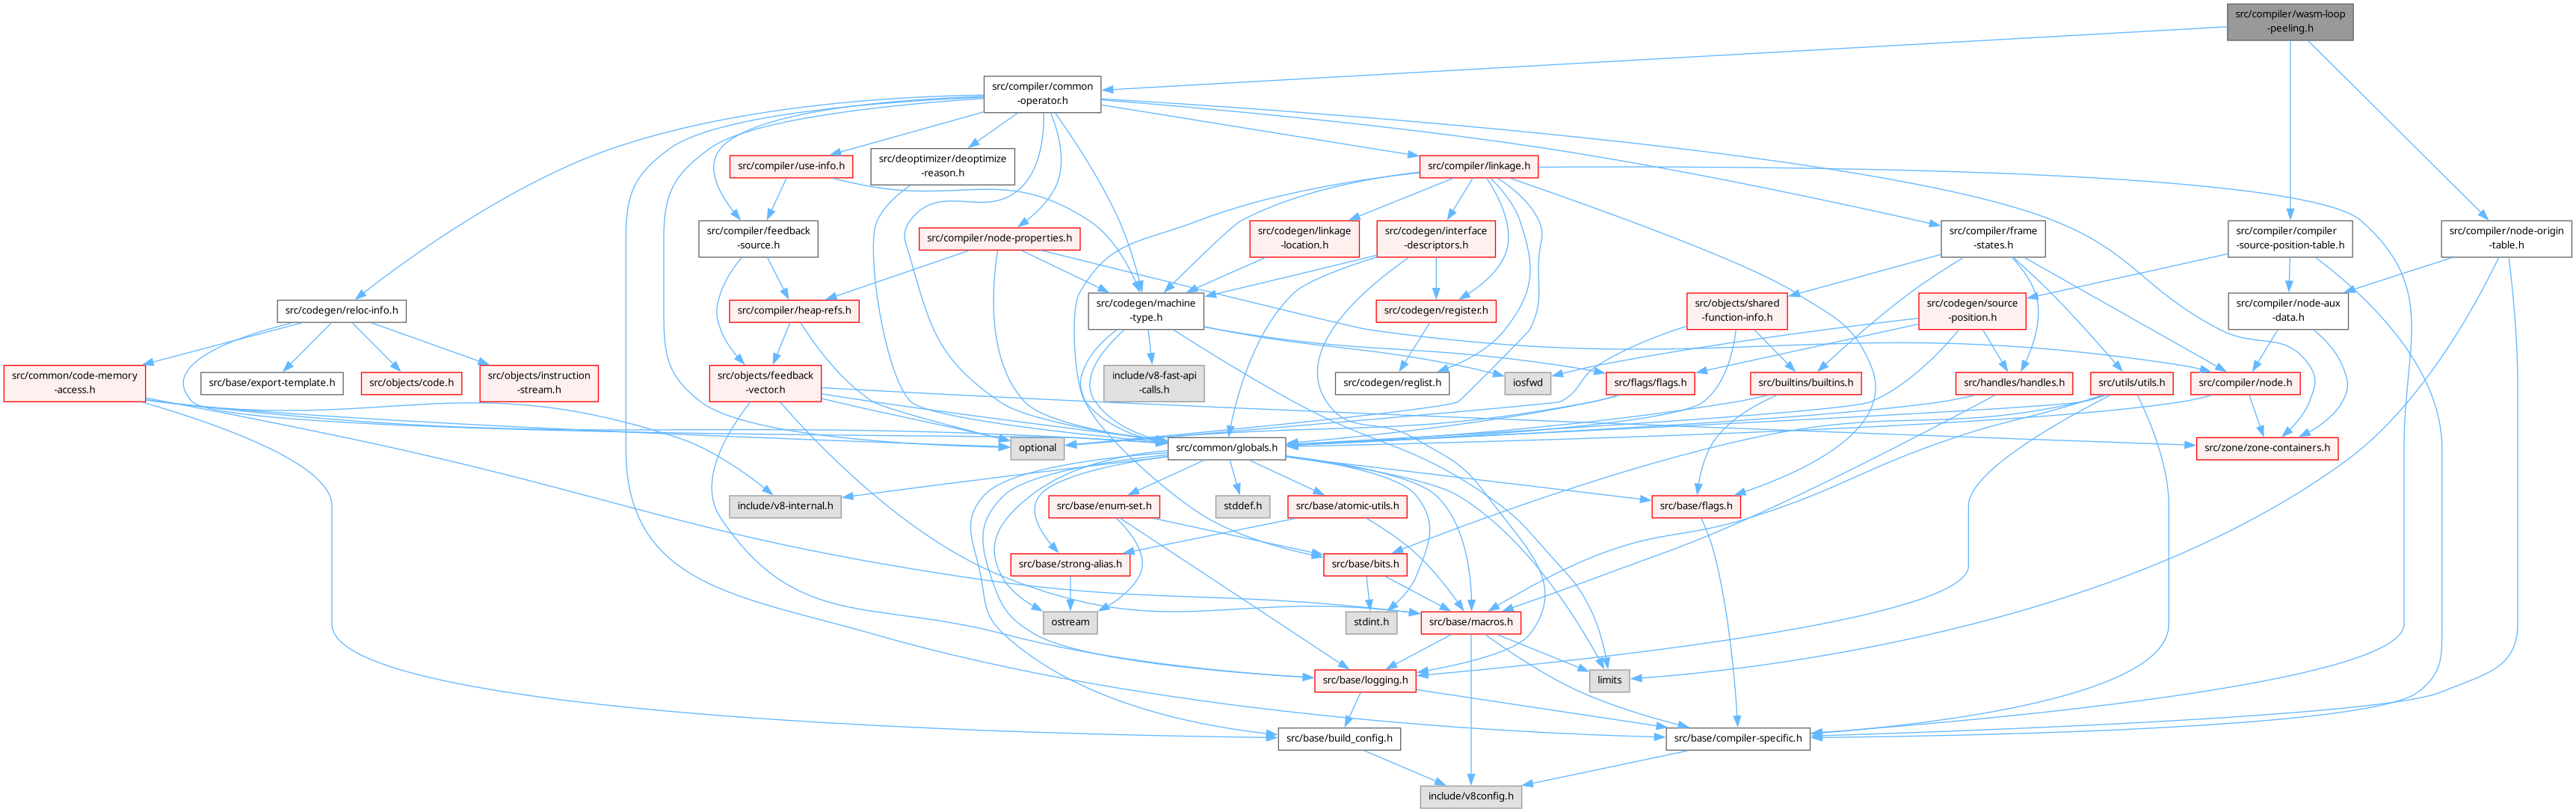 src/compiler/wasm-loop
-peeling.h
src/compiler/common
-operator.h
src/compiler/use-info.h
src/deoptimizer/deoptimize
-reason.h
src/compiler/linkage.h
src/compiler/feedback
-source.h
src/compiler/node-properties.h
src/codegen/linkage
-location.h
src/codegen/interface
-descriptors.h
src/compiler/frame
-states.h
src/compiler/compiler
-source-position-table.h
src/compiler/node-origin
-table.h
src/codegen/reloc-info.h
src/compiler/heap-refs.h
src/codegen/machine
-type.h
src/codegen/register.h
src/objects/shared
-function-info.h
src/codegen/source
-position.h
src/compiler/node-aux
-data.h
src/common/code-memory
-access.h
src/base/export-template.h
src/objects/code.h
src/objects/instruction
-stream.h
src/objects/feedback
-vector.h
include/v8-fast-api
-calls.h
iosfwd
src/codegen/reglist.h
src/flags/flags.h
src/builtins/builtins.h
src/handles/handles.h
src/utils/utils.h
src/compiler/node.h
optional
src/common/globals.h
src/zone/zone-containers.h
include/v8-internal.h
src/base/enum-set.h
stddef.h
src/base/atomic-utils.h
src/base/flags.h
src/base/strong-alias.h
src/base/bits.h
ostream
stdint.h
src/base/macros.h
src/base/logging.h
limits
src/base/build_config.h
src/base/compiler-specific.h
include/v8config.h